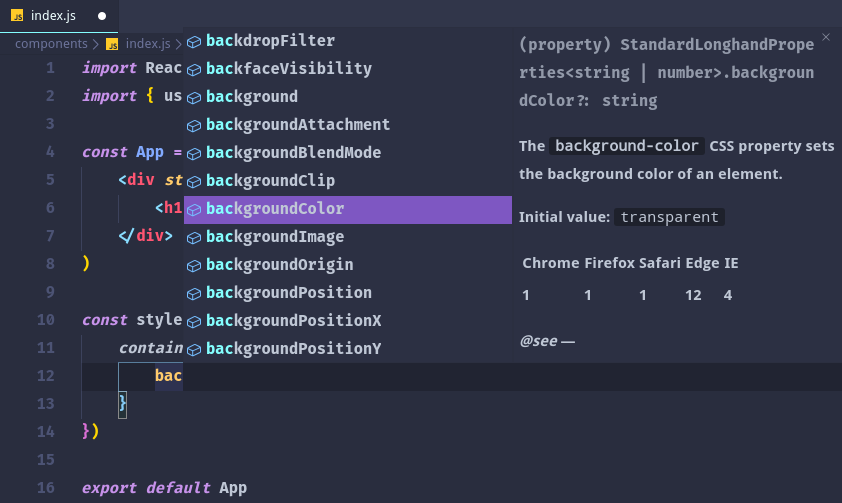 JS index.js
components > JS index.js >
1 import Reac
2 import { us
3
4 const App =
5 <div st
6 <h1
7 </div>
8 )
9
10 const style
11 contain
12 bac
13 }
14 })
15
16 export default App
backdropFilter
backfaceVisibility
background
backgroundAttachment
backgroundBlendMode
backgroundClip
backgroundColor
backgroundImage
backgroundOrigin
backgroundPosition
backgroundPositionX
backgroundPositionY
(property) StandardLonghandPrope
rties<string | number>.backgroun
dColor?: string
The background-color CSS property sets
the background color of an element.
Initial value: transparent
Chrome Firefox Safari Edge IE
1 1 1 12 4
@see —